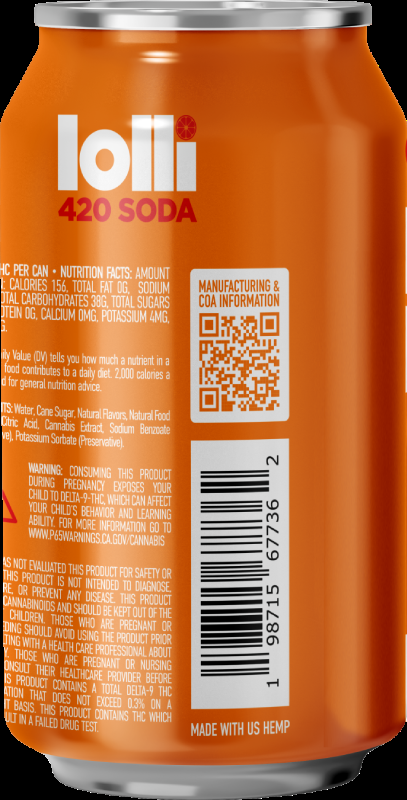 lolli
420 SODA
HC PER CAN • NUTRITION FACTS: AMOUNT
CALORIES 156, TOTAL FAT 0G, SODIUM
TOTAL CARBOHYDRATES 38G, TOTAL SUGARS
OTEIN 0G, CALCIUM 0MG, POTASSIUM 4MG,
G.
ily Value (DV) tells you how much a nutrient in a
food contributes to a daily diet. 2,000 calories a
d for general nutrition advice.
TS: Water, Cane Sugar, Natural Flavors, Natural Food
Citric Acid, Cannabis Extract, Sodium Benzoate
ve), Potassium Sorbate (Preservative).
WARNING: CONSUMING THIS PRODUCT
DURING PREGNANCY EXPOSES YOUR
CHILD TO DELTA-9-THC, WHICH CAN AFFECT
YOUR CHILD'S BEHAVIOR AND LEARNING
ABILITY. FOR MORE INFORMATION GO TO
WWW.P65WARNINGS.CA.GOV/CANNABIS
AS NOT EVALUATED THIS PRODUCT FOR SAFETY OR
THIS PRODUCT IS NOT INTENDED TO DIAGNOSE,
RE, OR PREVENT ANY DISEASE. THIS PRODUCT
CANNABINOIDS AND SHOULD BE KEPT OUT OF THE
CHILDREN. THOSE WHO ARE PREGNANT OR
DING SHOULD AVOID USING THE PRODUCT PRIOR
LTING WITH A HEALTH CARE PROFESSIONAL ABOUT
Y. THOSE WHO ARE PREGNANT OR NURSING
ONSULT THEIR HEALTHCARE PROVIDER BEFORE
IS PRODUCT CONTAINS A TOTAL DELTA-9 THC
ATION THAT DOES NOT EXCEED 0.3% ON A
T BASIS. THIS PRODUCT CONTAINS THC WHICH
ULT IN A FAILED DRUG TEST.
MANUFACTURING &
COA INFORMATION
1 98715 67736 2
MADE WITH US HEMP